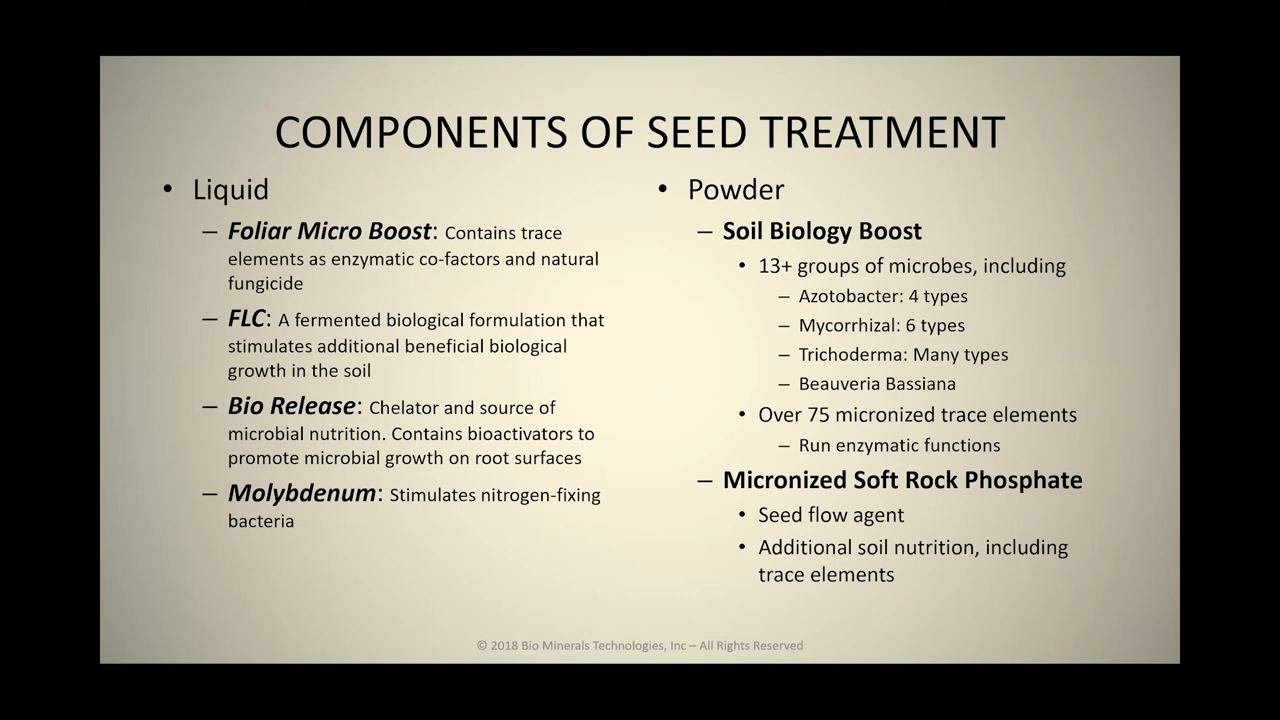 COMPONENTS OF SEED TREATMENT
• Liquid
– Foliar Micro Boost: Contains trace
elements as enzymatic co-factors and natural
fungicide
– FLC: A fermented biological formulation that
stimulates additional beneficial biological
growth in the soil
– Bio Release: Chelator and source of
microbial nutrition. Contains bioactivators to
promote microbial growth on root surfaces
– Molybdenum: Stimulates nitrogen-fixing
bacteria
• Powder
– Soil Biology Boost
• 13+ groups of microbes, including
– Azotobacter: 4 types
– Mycorrhizal: 6 types
– Trichoderma: Many types
– Beauveria Bassiana
• Over 75 micronized trace elements
– Run enzymatic functions
– Micronized Soft Rock Phosphate
• Seed flow agent
• Additional soil nutrition, including
trace elements
© 2018 Bio Minerals Technologies, Inc – All Rights Reserved